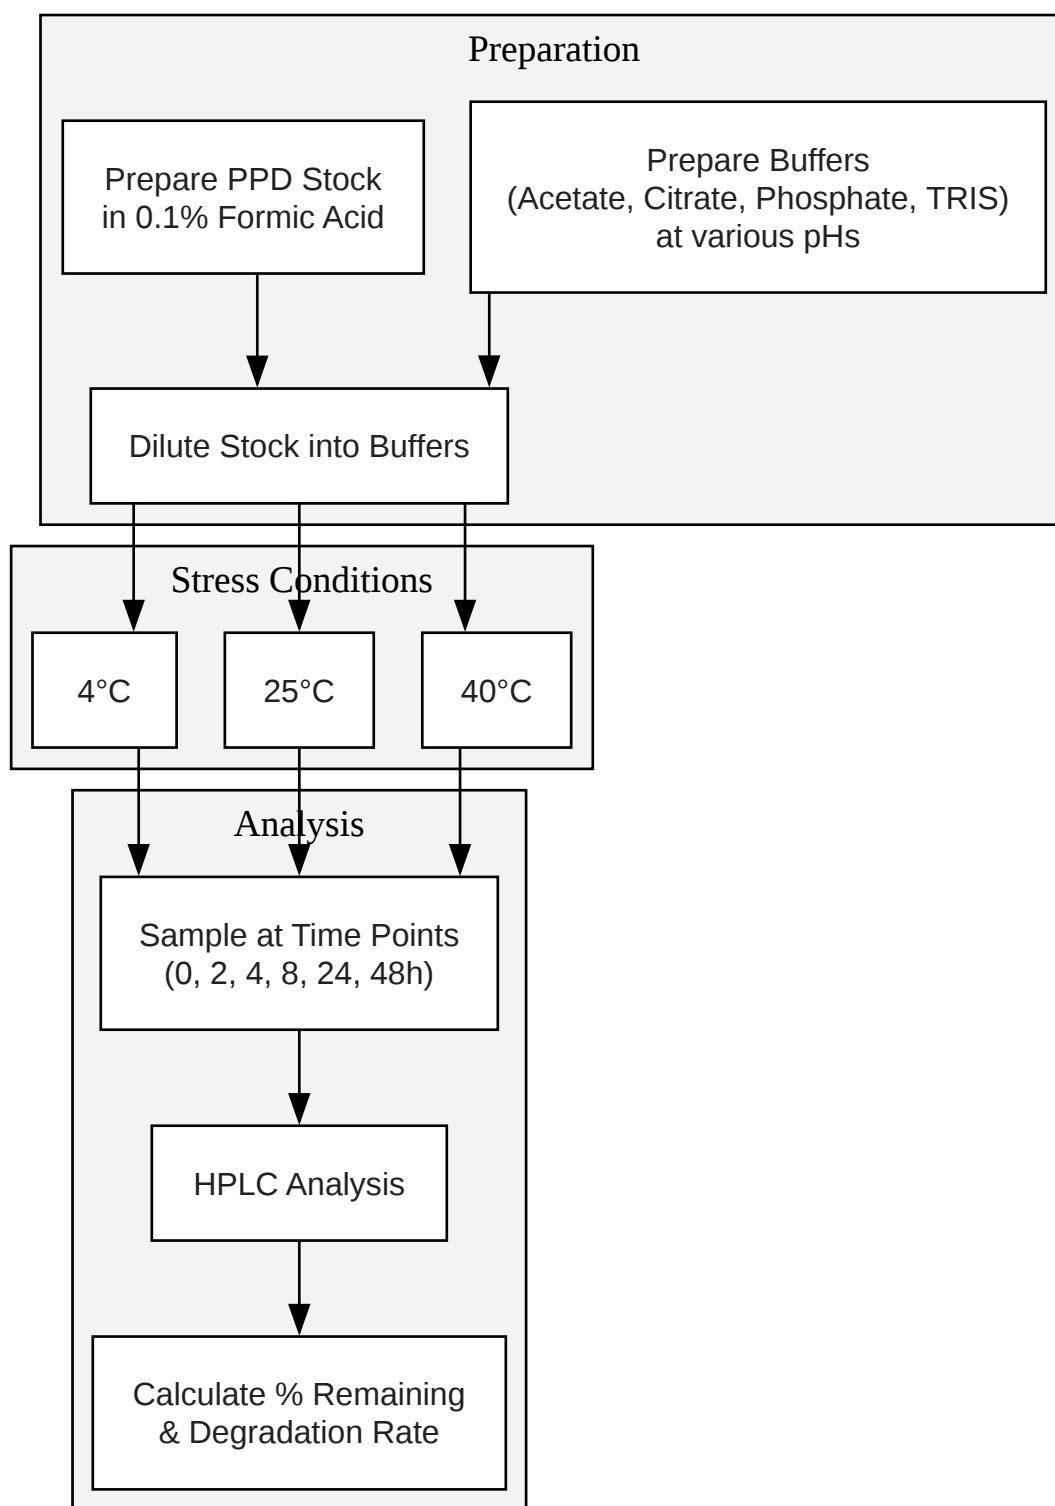 Preparation
Prepare PPD Stock
in 0.1% Formic Acid
Prepare Buffers
(Acetate, Citrate, Phosphate, TRIS)
at various pHs
Dilute Stock into Buffers
Stress Conditions
4°C
25°C
40°C
Analysis
Sample at Time Points
(0, 2, 4, 8, 24, 48h)
HPLC Analysis
Calculate % Remaining
& Degradation Rate